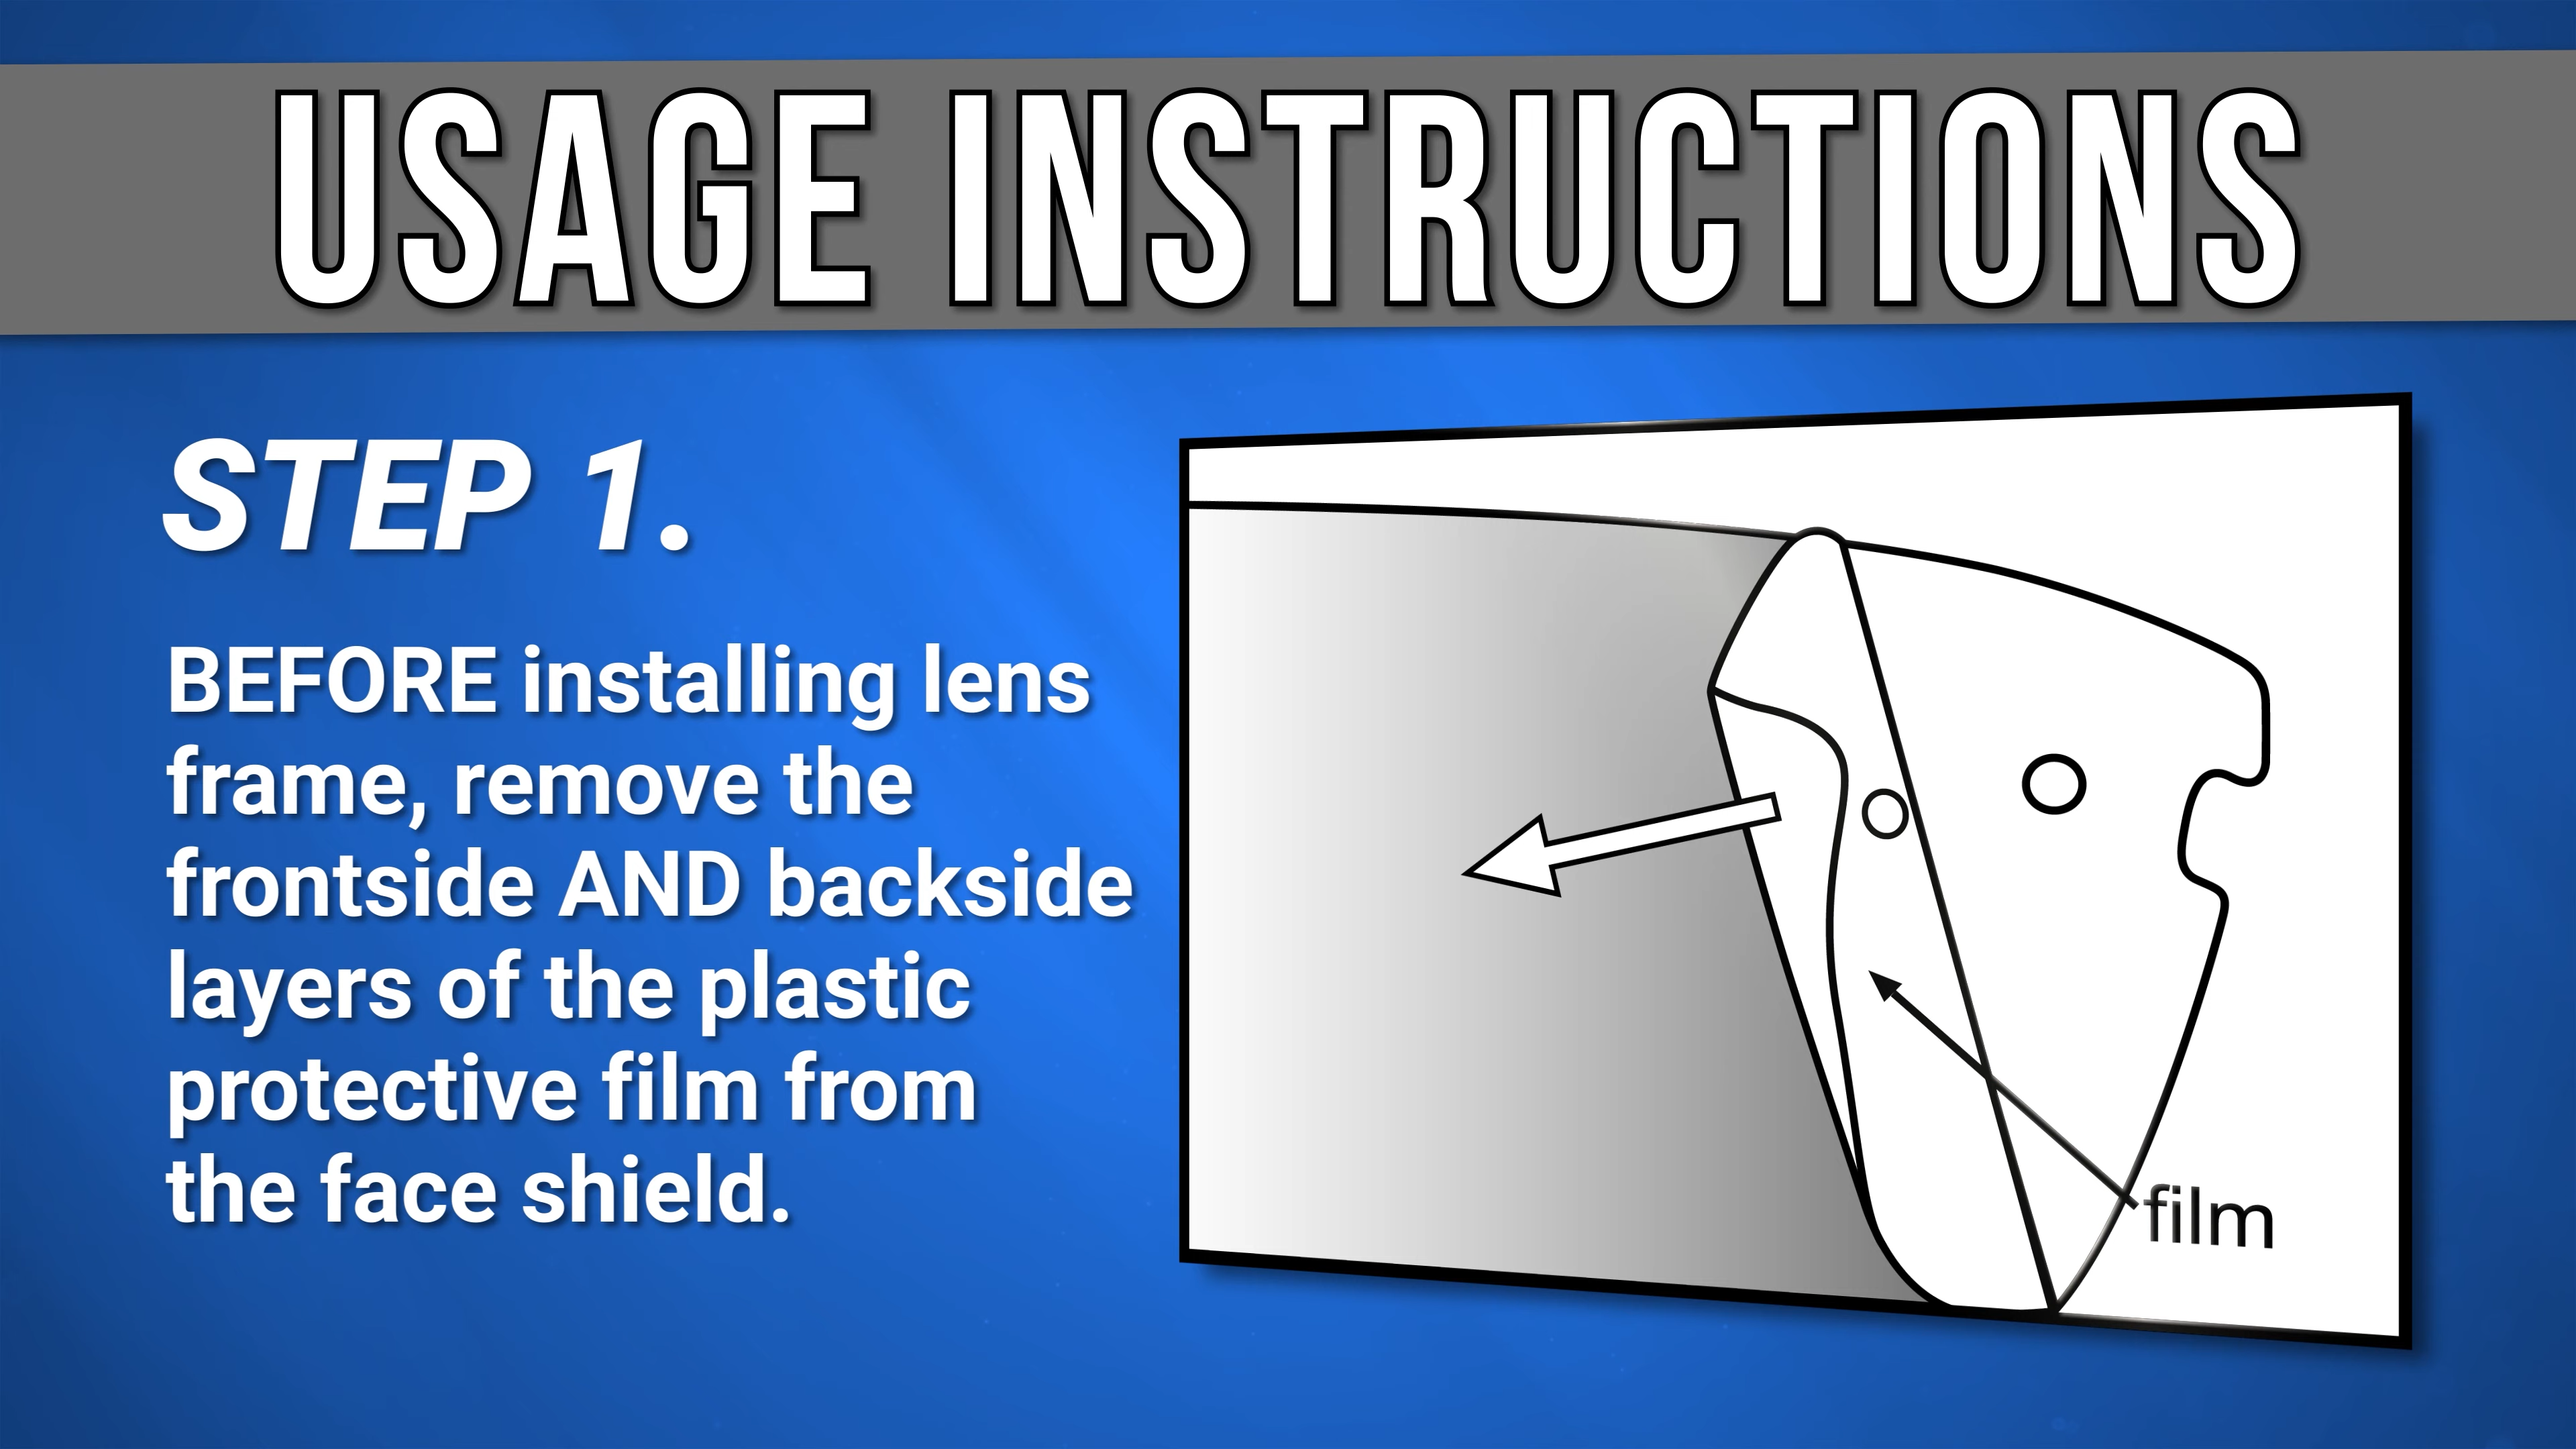 USAGE INSTRUCTIONS
STEP 1.
BEFORE installing lens
frame, remove the
frontside AND backside
layers of the plastic
protective film from
the face shield.
film